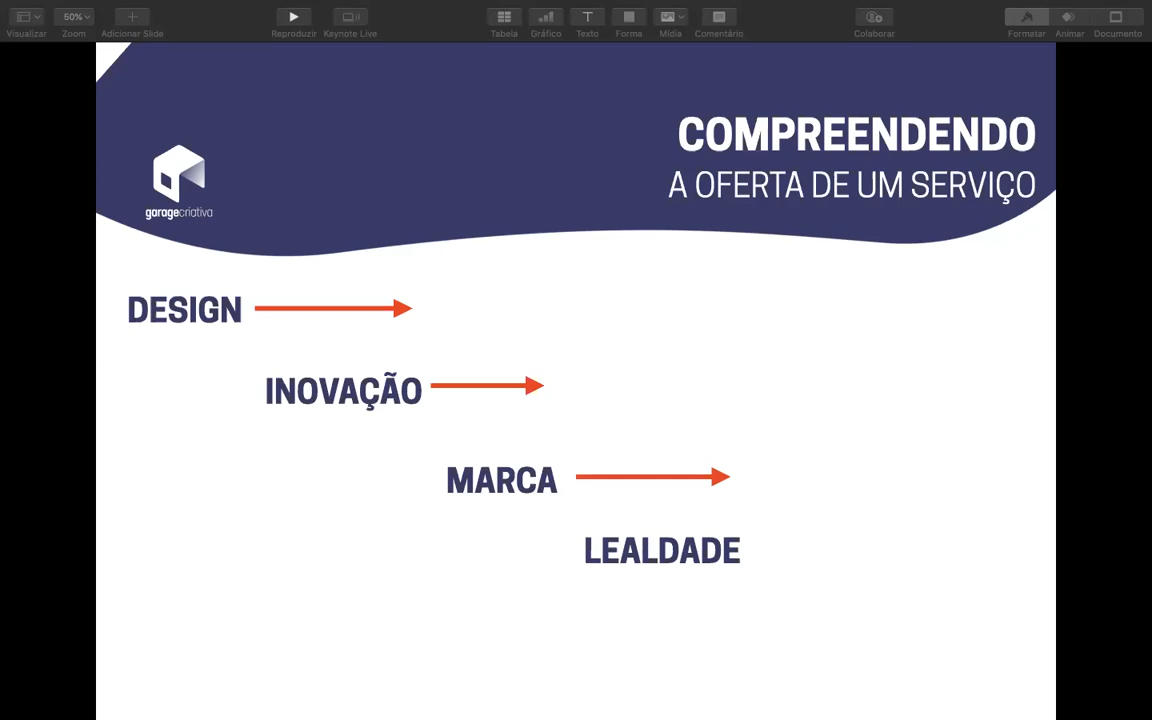 50%
Visualizar Zoom Adicionar Slide Reproduzir Keynote Live Tabela Gráfico Texto Forma Mídia Comentário Colaborar Formatar Animar Documento
COMPREENDENDO
A OFERTA DE UM SERVIÇO
garagecriativa
DESIGN
INOVAÇÃO
MARCA
LEALDADE